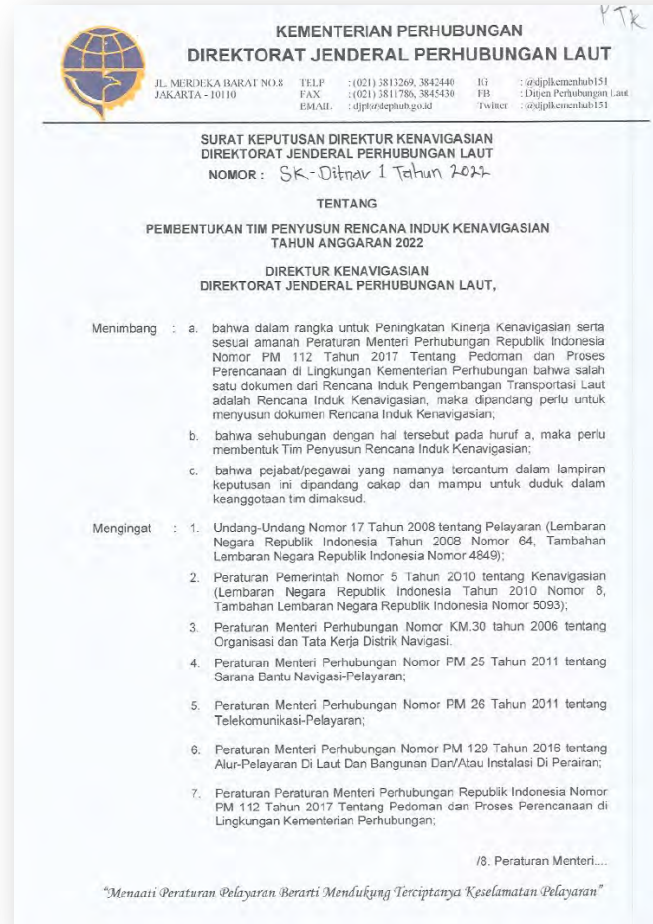 YTK
KEMENTERIAN PERHUBUNGAN
DIREKTORAT JENDERAL PERHUBUNGAN LAUT
JL. MERDEKA BARAT NO.8 TELP : (021) 3813269, 3842440 IG : @djplkemenhub151
JAKARTA - 10110 FAX : (021) 3811786, 3845430 FB : Ditjen Perhubungan Laut
EMAIL : djpl@dephub.go.id Twitter : @djplkemenhub151
SURAT KEPUTUSAN DIREKTUR KENAVIGASIAN
DIREKTORAT JENDERAL PERHUBUNGAN LAUT
NOMOR : SK-Ditnav 1 Tahun 2022
TENTANG
PEMBENTUKAN TIM PENYUSUN RENCANA INDUK KENAVIGASIAN
TAHUN ANGGARAN 2022
DIREKTUR KENAVIGASIAN
DIREKTORAT JENDERAL PERHUBUNGAN LAUT,
Menimbang : a. bahwa dalam rangka untuk Peningkatan Kinerja Kenavigasian serta
sesuai amanah Peraturan Menteri Perhubungan Republik Indonesia
Nomor PM 112 Tahun 2017 Tentang Pedoman dan Proses
Perencanaan di Lingkungan Kementerian Perhubungan bahwa salah
satu dokumen dari Rencana Induk Pengembangan Transportasi Laut
adalah Rencana Induk Kenavigasian, maka dipandang perlu untuk
menyusun dokumen Rencana Induk Kenavigasian;
b. bahwa sehubungan dengan hal tersebut pada huruf a, maka perlu
membentuk Tim Penyusun Rencana Induk Kenavigasian;
c. bahwa pejabat/pegawai yang namanya tercantum dalam lampiran
keputusan ini dipandang cakap dan mampu untuk duduk dalam
keanggotaan tim dimaksud.
Mengingat : 1. Undang-Undang Nomor 17 Tahun 2008 tentang Pelayaran (Lembaran
Negara Republik Indonesia Tahun 2008 Nomor 64, Tambahan
Lembaran Negara Republik Indonesia Nomor 4849);
2. Peraturan Pemerintah Nomor 5 Tahun 2010 tentang Kenavigasian
(Lembaran Negara Republik Indonesia Tahun 2010 Nomor 8,
Tambahan Lembaran Negara Republik Indonesia Nomor 5093);
3. Peraturan Menteri Perhubungan Nomor KM.30 tahun 2006 tentang
Organisasi dan Tata Kerja Distrik Navigasi.
4. Peraturan Menteri Perhubungan Nomor PM 25 Tahun 2011 tentang
Sarana Bantu Navigasi-Pelayaran;
5. Peraturan Menteri Perhubungan Nomor PM 26 Tahun 2011 tentang
Telekomunikasi-Pelayaran;
6. Peraturan Menteri Perhubungan Nomor PM 129 Tahun 2016 tentang
Alur-Pelayaran Di Laut Dan Bangunan Dan/Atau Instalasi Di Perairan;
7. Peraturan Peraturan Menteri Perhubungan Republik Indonesia Nomor
PM 112 Tahun 2017 Tentang Pedoman dan Proses Perencanaan di
Lingkungan Kementerian Perhubungan;
/8. Peraturan Menteri....
"Menaati Peraturan Pelayaran Berarti Mendukung Terciptanya Keselamatan Pelayaran"